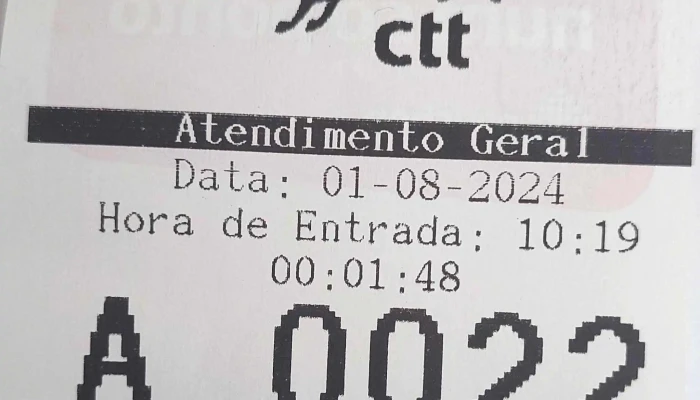 ctt
Atendimento Geral
Data: 01-08-2024
Hora de Entrada: 10:19
00:01:48
A 0022